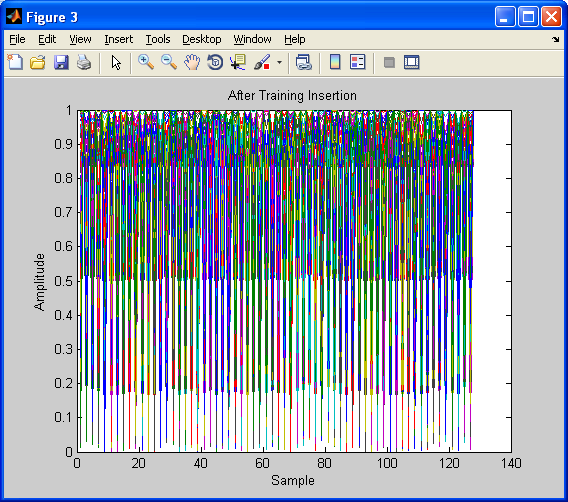 Figure 3
File Edit View Insert Tools Desktop Window Help
After Training Insertion
1
0.9
0.8
0.7
0.6
0.5
0.4
0.3
0.2
0.1
0
Amplitude
0 20 40 60 80 100 120 140
Sample